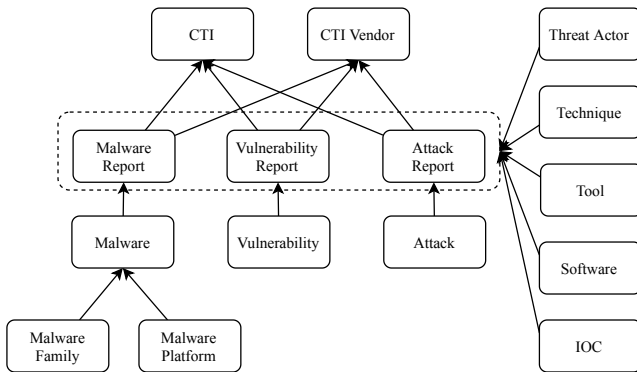 CTI
CTI Vendor
Threat Actor
Technique
Malware
Report
Vulnerability
Report
Attack
Report
Tool
Malware
Vulnerability
Attack
Software
Malware
Family
Malware
Platform
IOC